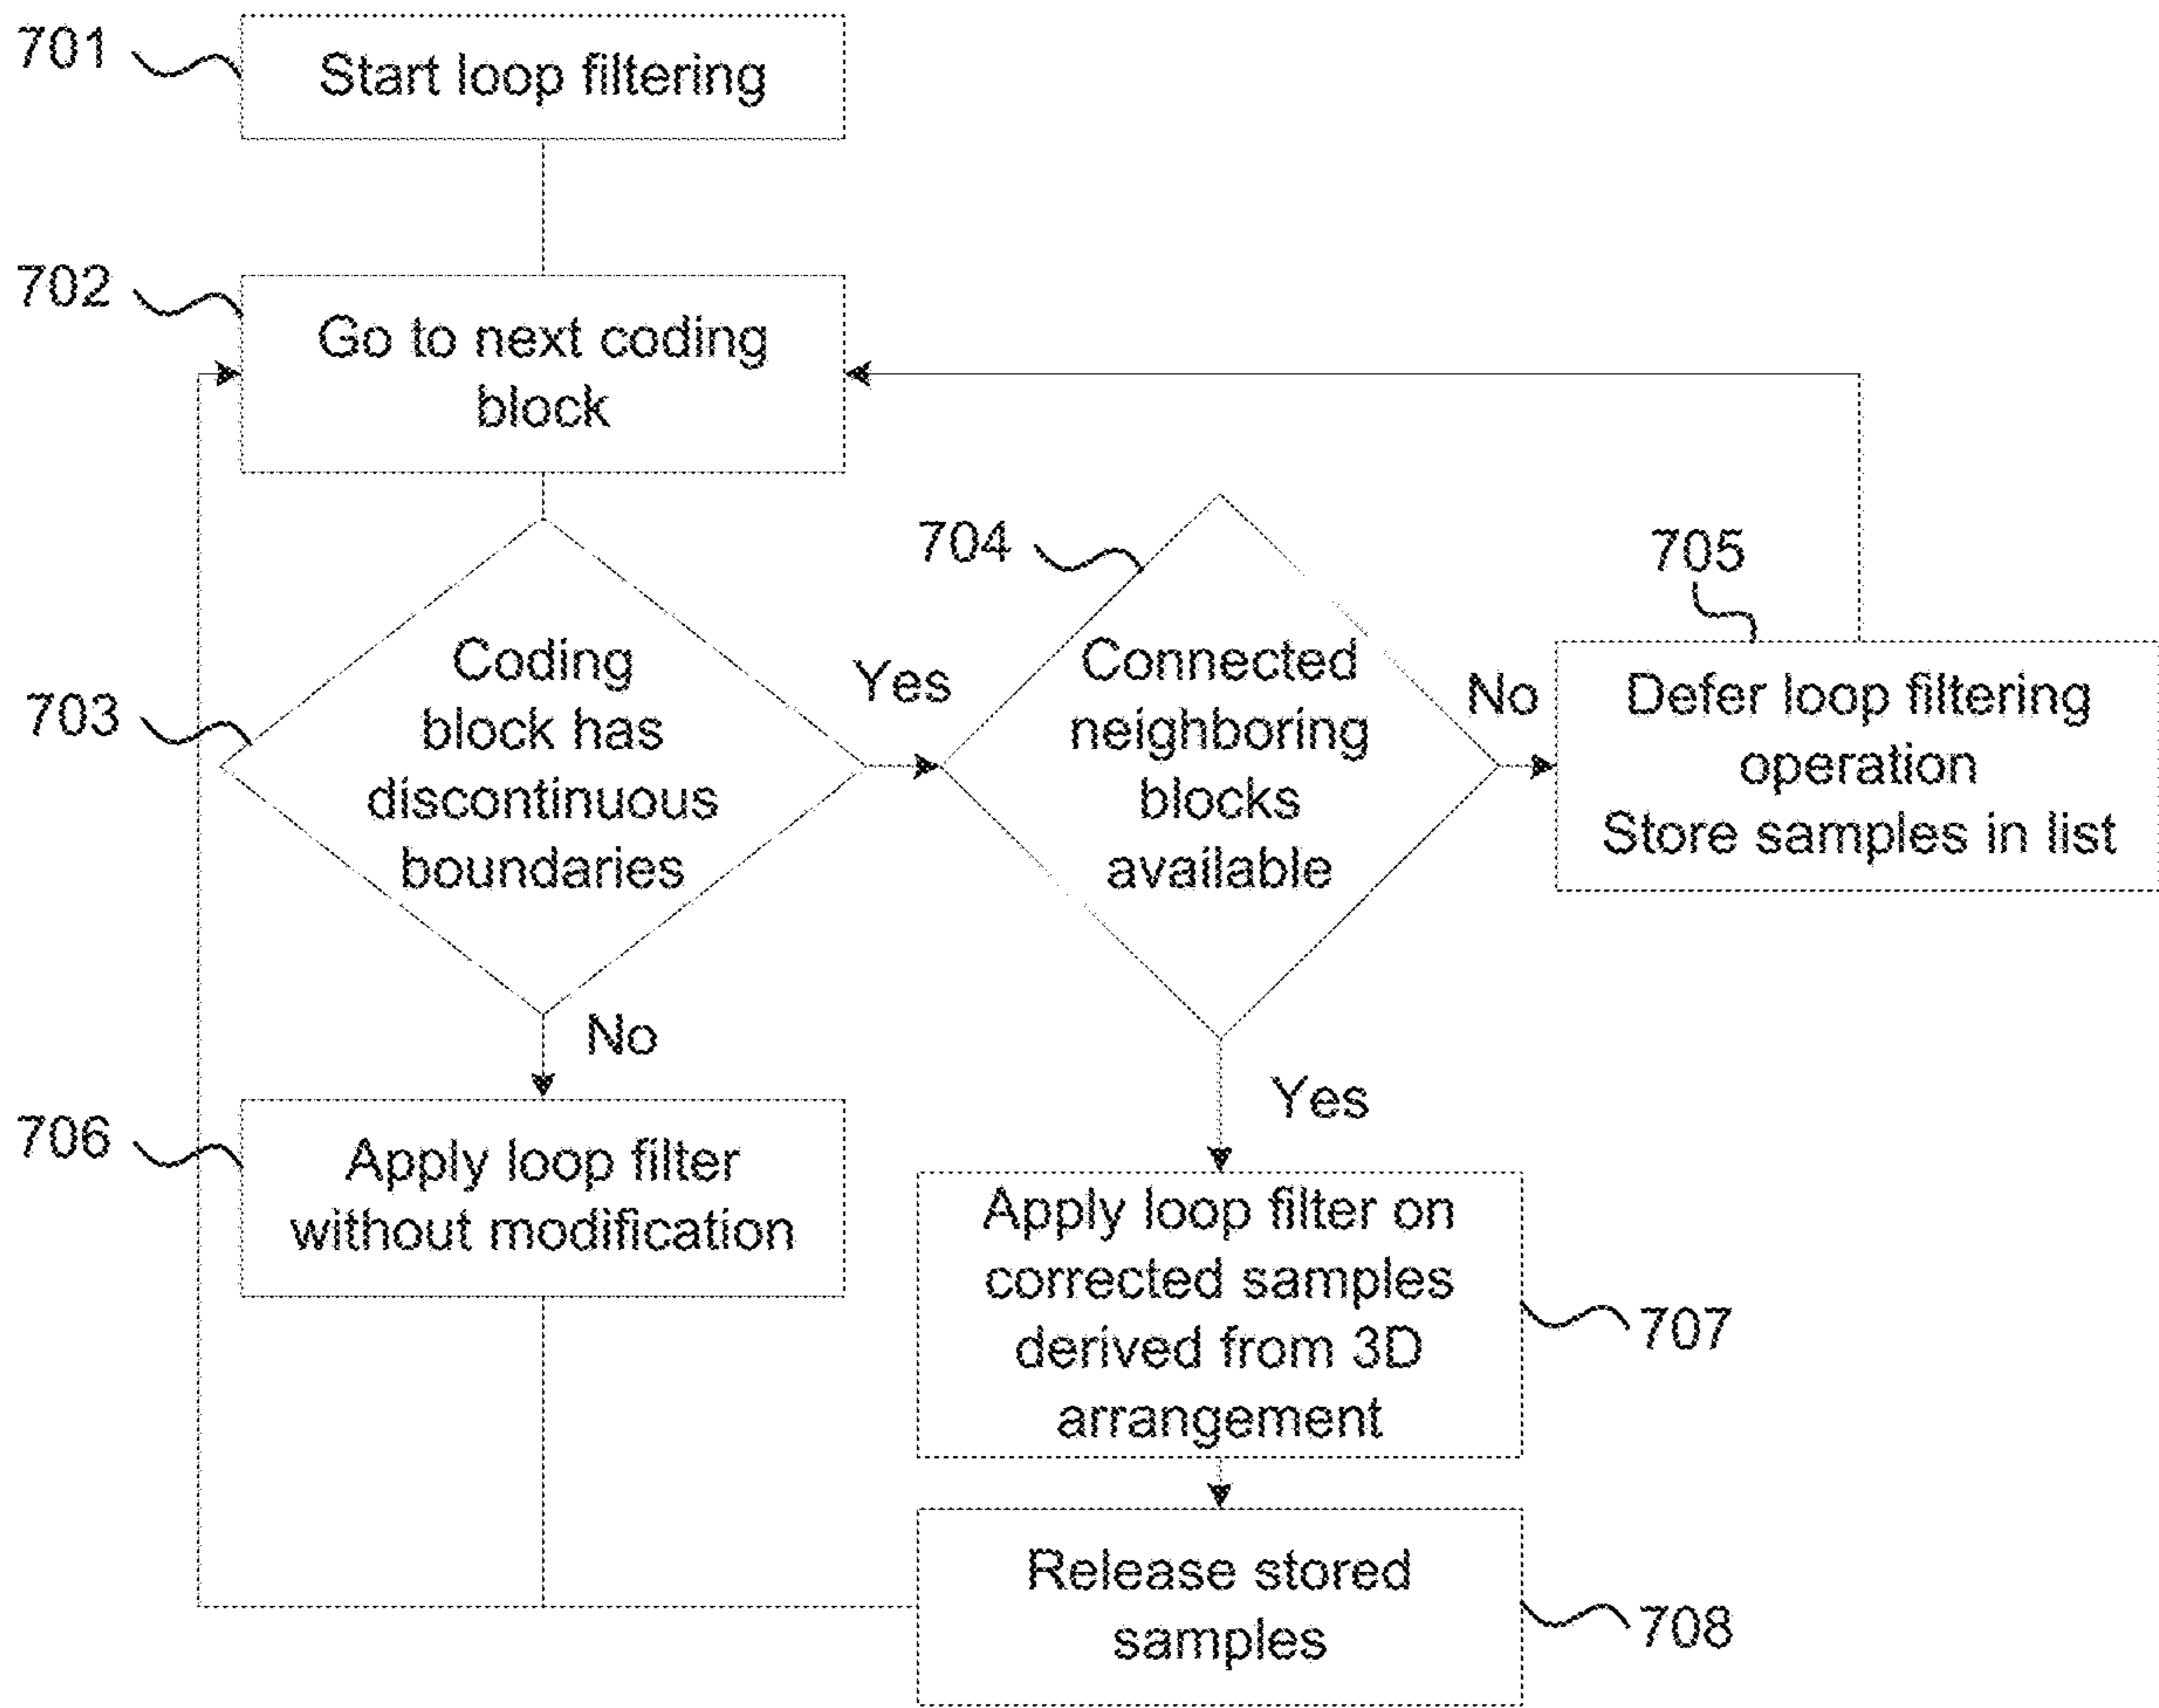 701
Start loop filtering
702
Go to next coding
block
703
Coding
block has
discontinuous
boundaries
Yes
No
704
Connected
neighboring
blocks
available
No
Yes
705
Defer loop filtering
operation
Store samples in list
706
Apply loop filter
without modification
Apply loop filter on
corrected samples
derived from 3D
arrangement
707
Release stored
samples
708